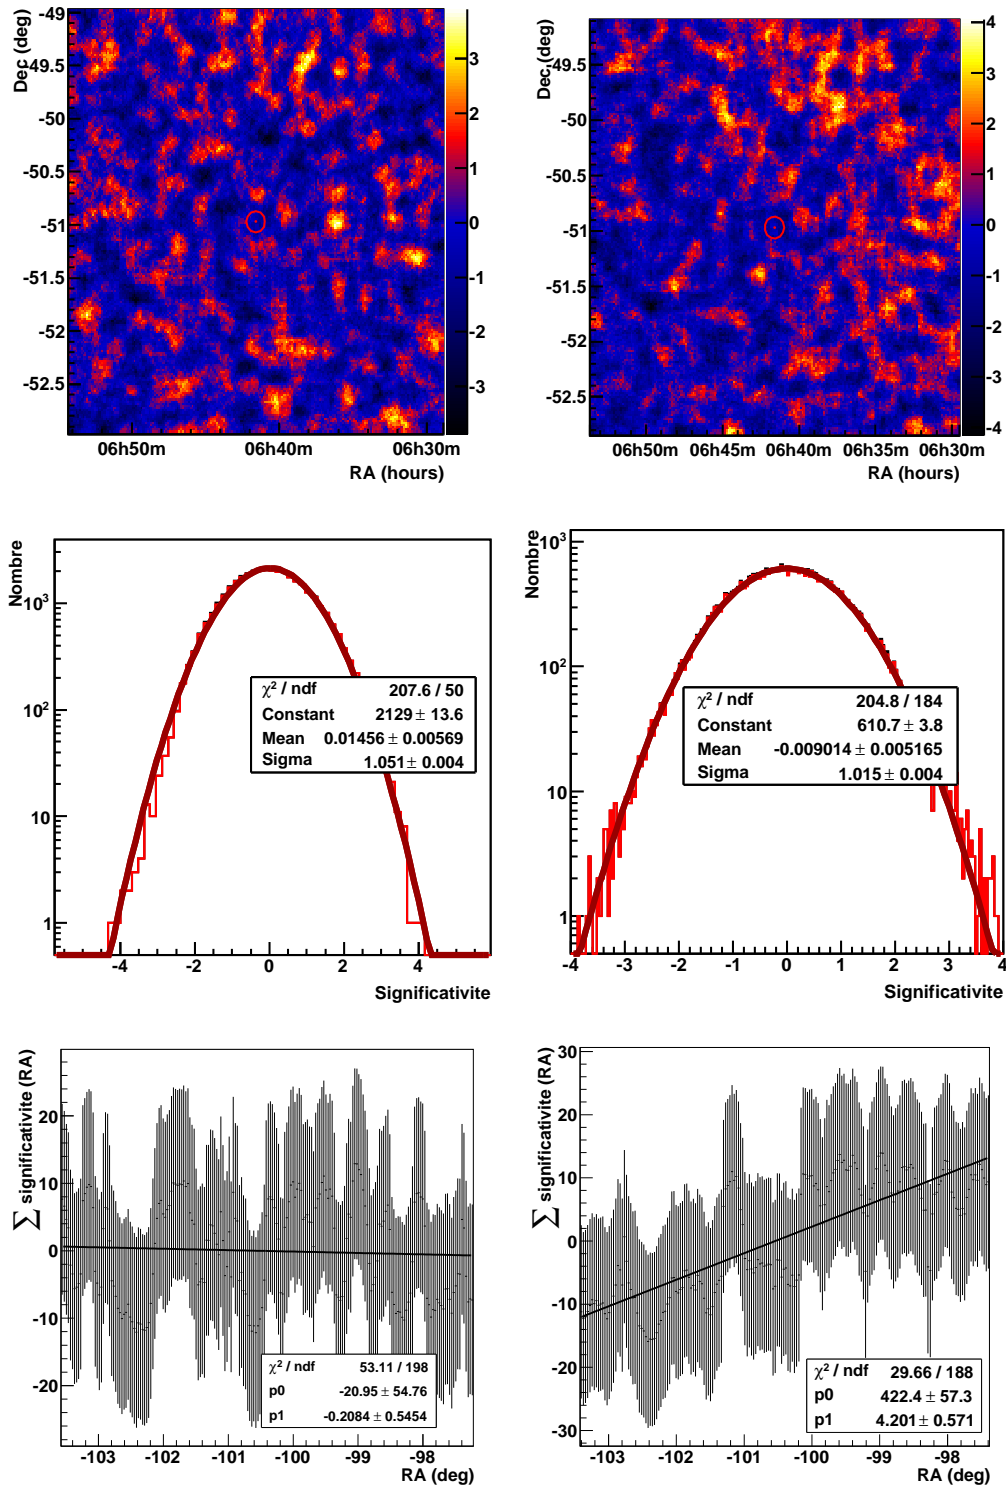 Dec (deg)
-49
-49.5
-50
-50.5
-51
-51.5
-52
-52.5
06h50m 06h40m 06h30m
RA (hours)
3
2
1
0
-1
-2
-3
Dec (deg)
-49.5
-50
-50.5
-51
-51.5
-52
-52.5
06h50m 06h45m 06h40m 06h35m 06h30m
RA (hours)
4
3
2
1
0
-1
-2
-3
-4
Nombre
10³
10²
10
1
χ² / ndf 207.6 / 50
Constant 2129 ± 13.6
Mean 0.01456 ± 0.00569
Sigma 1.051 ± 0.004
-4 -2 0 2 4
Significativite
Nombre
10³
10²
10
1
χ² / ndf 204.8 / 184
Constant 610.7 ± 3.8
Mean -0.009014 ± 0.005165
Sigma 1.015 ± 0.004
-4 -3 -2 -1 0 1 2 3 4
Significativite
∑ significativite (RA)
20
10
0
-10
-20
χ² / ndf 53.11 / 198
p0 -20.95 ± 54.76
p1 -0.2084 ± 0.5454
-103 -102 -101 -100 -99 -98
RA (deg)
∑ significativite (RA)
30
20
10
0
-10
-20
-30
χ² / ndf 29.66 / 188
p0 422.4 ± 57.3
p1 4.201 ± 0.571
-103 -102 -101 -100 -99 -98
RA (deg)